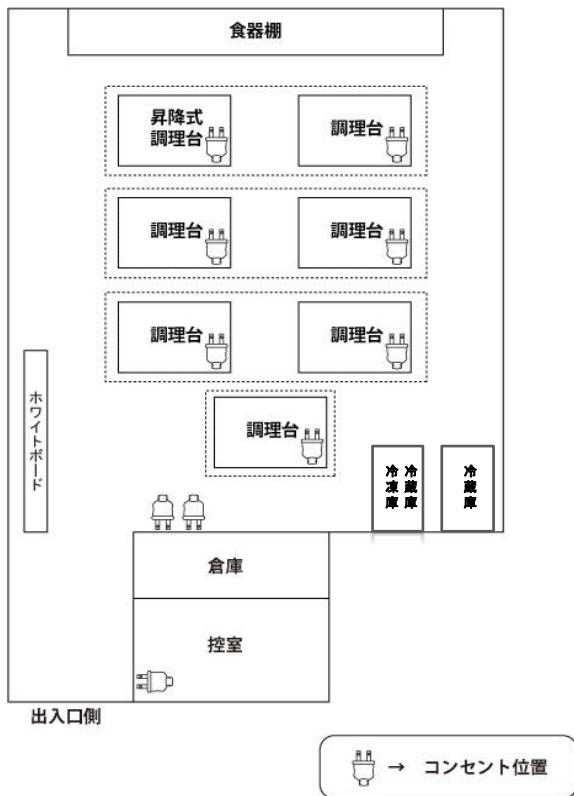 食器棚
昇降式
調理台
調理台
調理台
調理台
調理台
調理台
調理台
ホワイトボード
冷蔵庫
冷凍庫
冷蔵庫
倉庫
控室
出入口側
→ コンセント位置